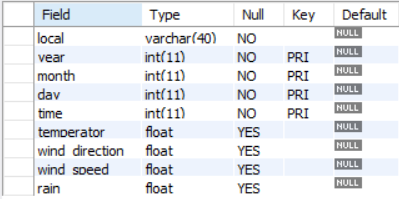 Field Type Null Key Default
local varchar(40) NO NULL
year int(11) NO PRI NULL
month int(11) NO PRI NULL
day int(11) NO PRI NULL
time int(11) NO PRI NULL
temperator float YES NULL
wind_direction float YES NULL
wind_speed float YES NULL
rain float YES NULL